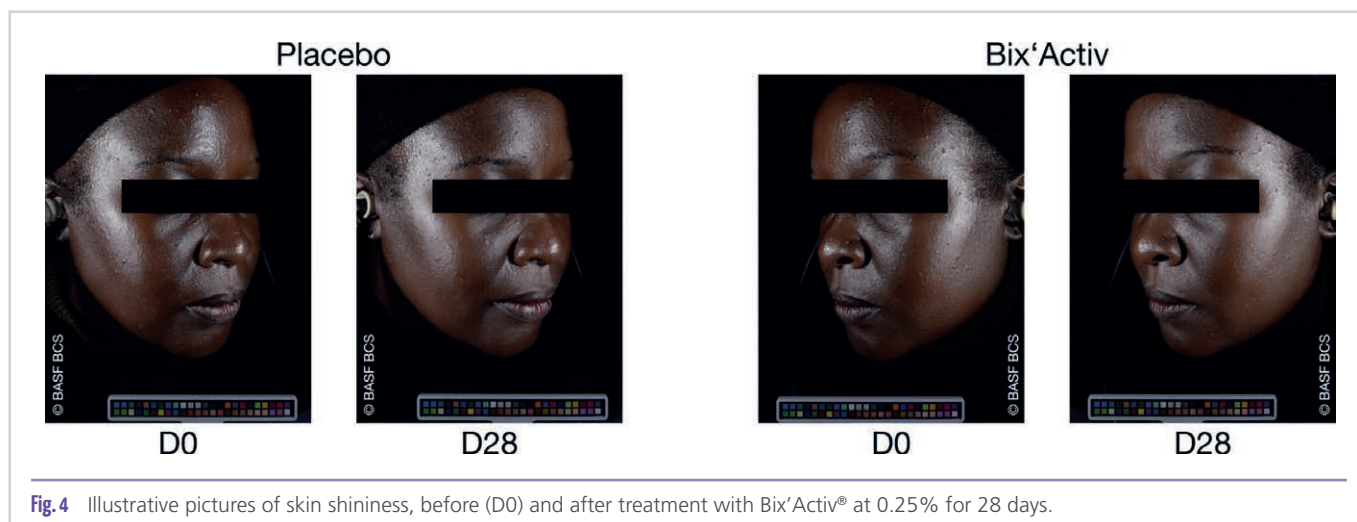 Placebo
Bix'Activ
© BASF BCS
© BASF BCS
© BASF BCS
© BASF BCS
D0
D28
D0
D28
Fig. 4 Illustrative pictures of skin shininess, before (D0) and after treatment with Bix'Activ® at 0.25% for 28 days.